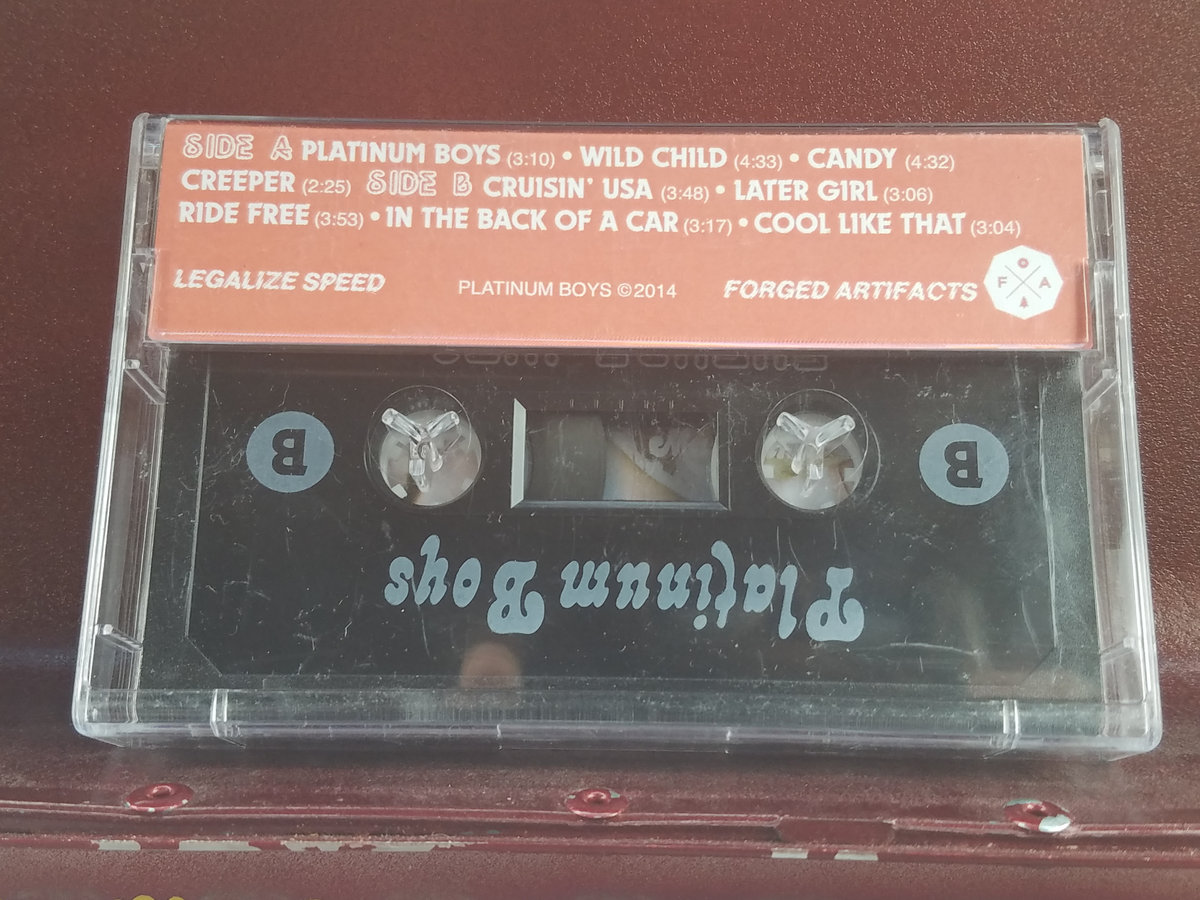 SIDE A PLATINUM BOYS (3:10) • WILD CHILD (4:33) • CANDY (4:32)
CREEPER (2:25) SIDE B CRUISIN' USA (3:48) • LATER GIRL (3:06)
RIDE FREE (3:53) • IN THE BACK OF A CAR (3:17) • COOL LIKE THAT (3:04)
LEGALIZE SPEED PLATINUM BOYS ©2014 FORGED ARTIFACTS F A
B B
Platinum Boys